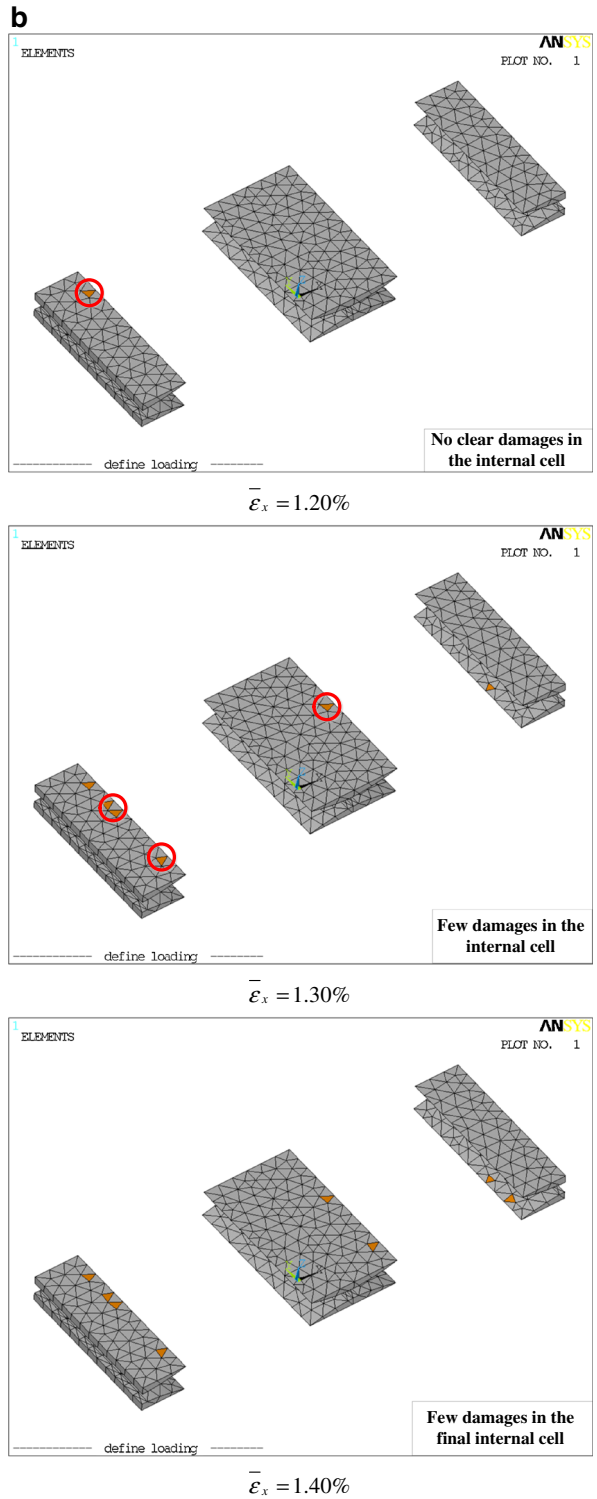 b
1
ELEMENTS
ANSYS
PLOT NO. 1
No clear damages in
the internal cell
------------ define loading --------
ε̅ₓ = 1.20%
1
ELEMENTS
ANSYS
PLOT NO. 1
Few damages in the
internal cell
------------ define loading --------
ε̅ₓ = 1.30%
1
ELEMENTS
ANSYS
PLOT NO. 1
Few damages in the
final internal cell
------------ define loading --------
ε̅ₓ = 1.40%